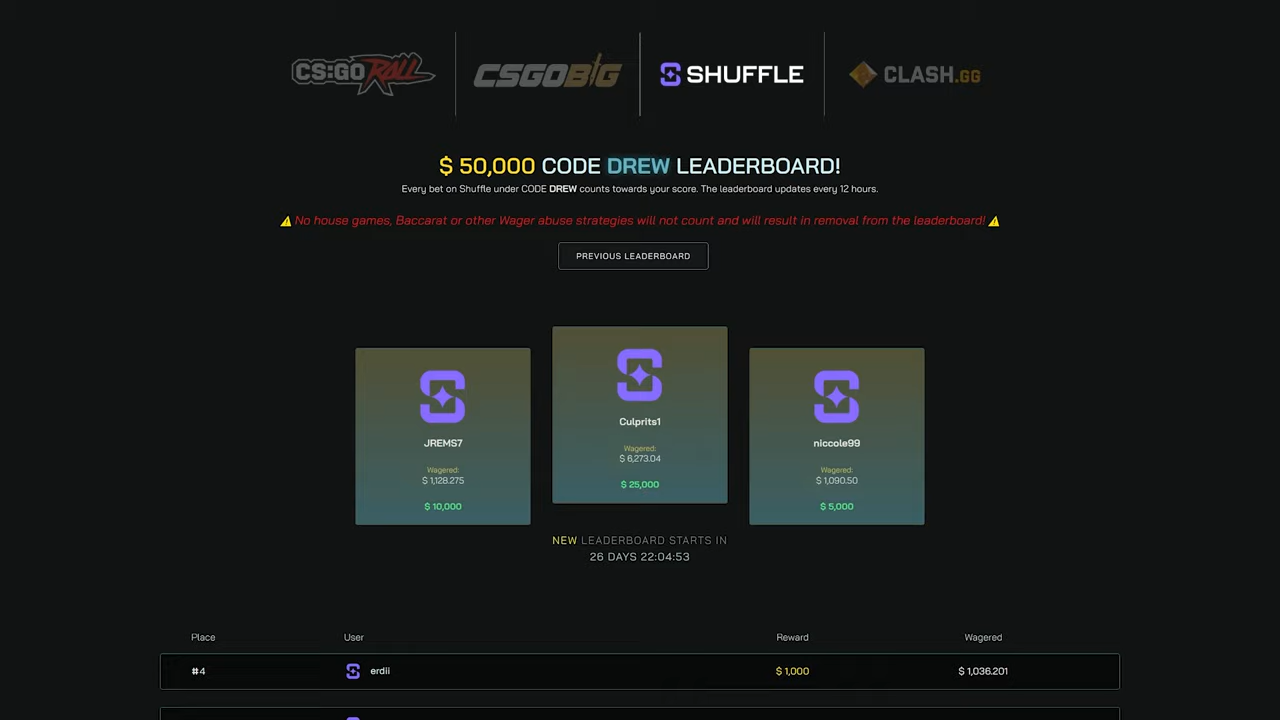 CS:GO ROLL CSGOBIG SHUFFLE CLASH.GG
$ 50,000 CODE DREW LEADERBOARD!
Every bet on Shuffle under CODE DREW counts towards your score. The leaderboard updates every 12 hours.
⚠ No house games, Baccarat or other Wager abuse strategies will not count and will result in removal from the leaderboard! ⚠
PREVIOUS LEADERBOARD
JREMS7
Wagered:
$ 1,128.275
$ 10,000
Culprits1
Wagered:
$ 6,273.04
$ 25,000
niccole99
Wagered:
$ 1,090.50
$ 5,000
NEW LEADERBOARD STARTS IN
26 DAYS 22:04:53
Place User Reward Wagered
#4 erdii $ 1,000 $ 1,036.201